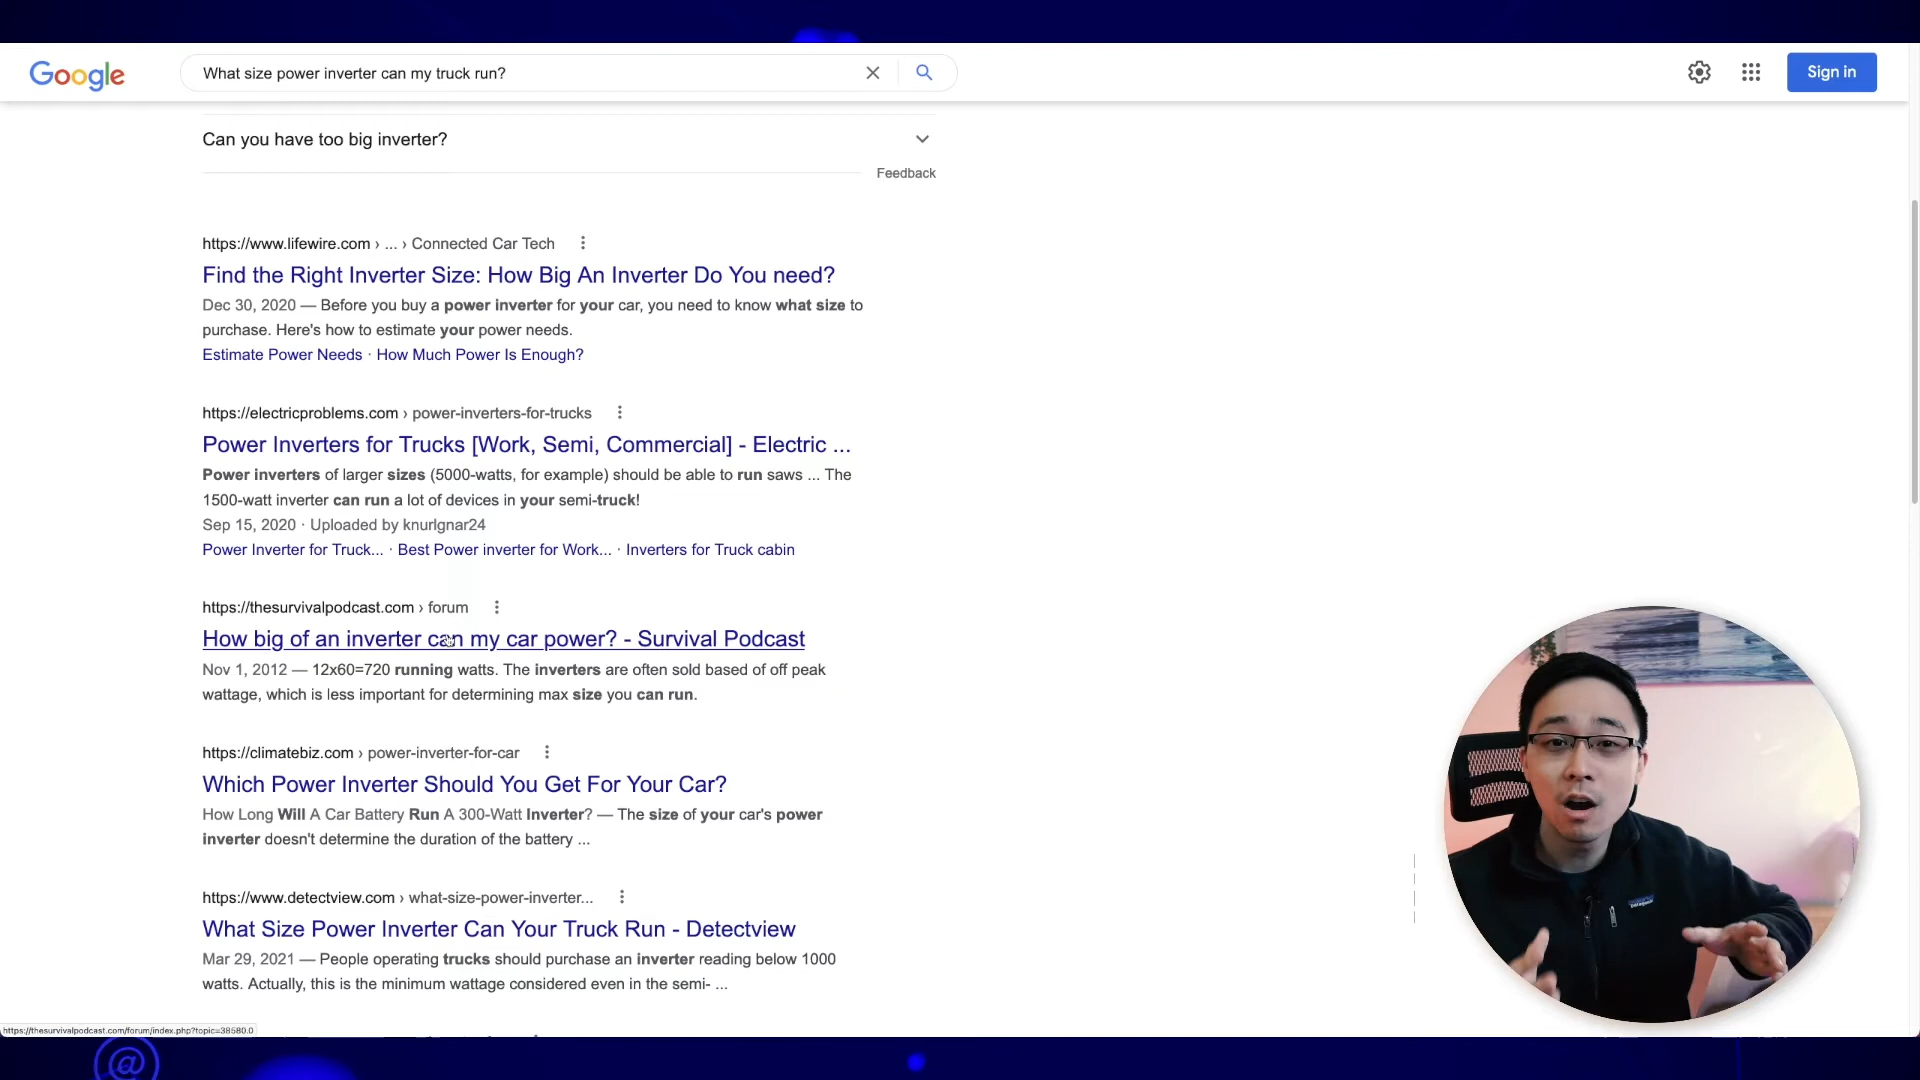 Google
What size power inverter can my truck run?
Sign in
Can you have too big inverter?
Feedback
https://www.lifewire.com › ... › Connected Car Tech
Find the Right Inverter Size: How Big An Inverter Do You need?
Dec 30, 2020 — Before you buy a power inverter for your car, you need to know what size to
purchase. Here's how to estimate your power needs.
Estimate Power Needs · How Much Power Is Enough?
https://electricproblems.com › power-inverters-for-trucks
Power Inverters for Trucks [Work, Semi, Commercial] - Electric ...
Power inverters of larger sizes (5000-watts, for example) should be able to run saws ... The
1500-watt inverter can run a lot of devices in your semi-truck!
Sep 15, 2020 · Uploaded by knurlgnar24
Power Inverter for Truck... · Best Power inverter for Work... · Inverters for Truck cabin
https://thesurvivalpodcast.com › forum
How big of an inverter can my car power? - Survival Podcast
Nov 1, 2012 — 12x60=720 running watts. The inverters are often sold based of off peak
wattage, which is less important for determining max size you can run.
https://climatebiz.com › power-inverter-for-car
Which Power Inverter Should You Get For Your Car?
How Long Will A Car Battery Run A 300-Watt Inverter? — The size of your car's power
inverter doesn't determine the duration of the battery ...
https://www.detectview.com › what-size-power-inverter...
What Size Power Inverter Can Your Truck Run - Detectview
Mar 29, 2021 — People operating trucks should purchase an inverter reading below 1000
watts. Actually, this is the minimum wattage considered even in the semi- ...
https://thesurvivalpodcast.com/forum/index.php?topic=38580.0
patagonia
@